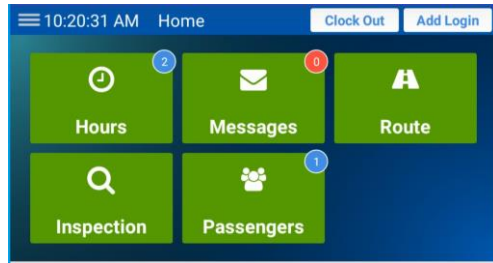 10:20:31 AM Home Clock Out Add Login
2 0
Hours Messages Route
1
Inspection Passengers